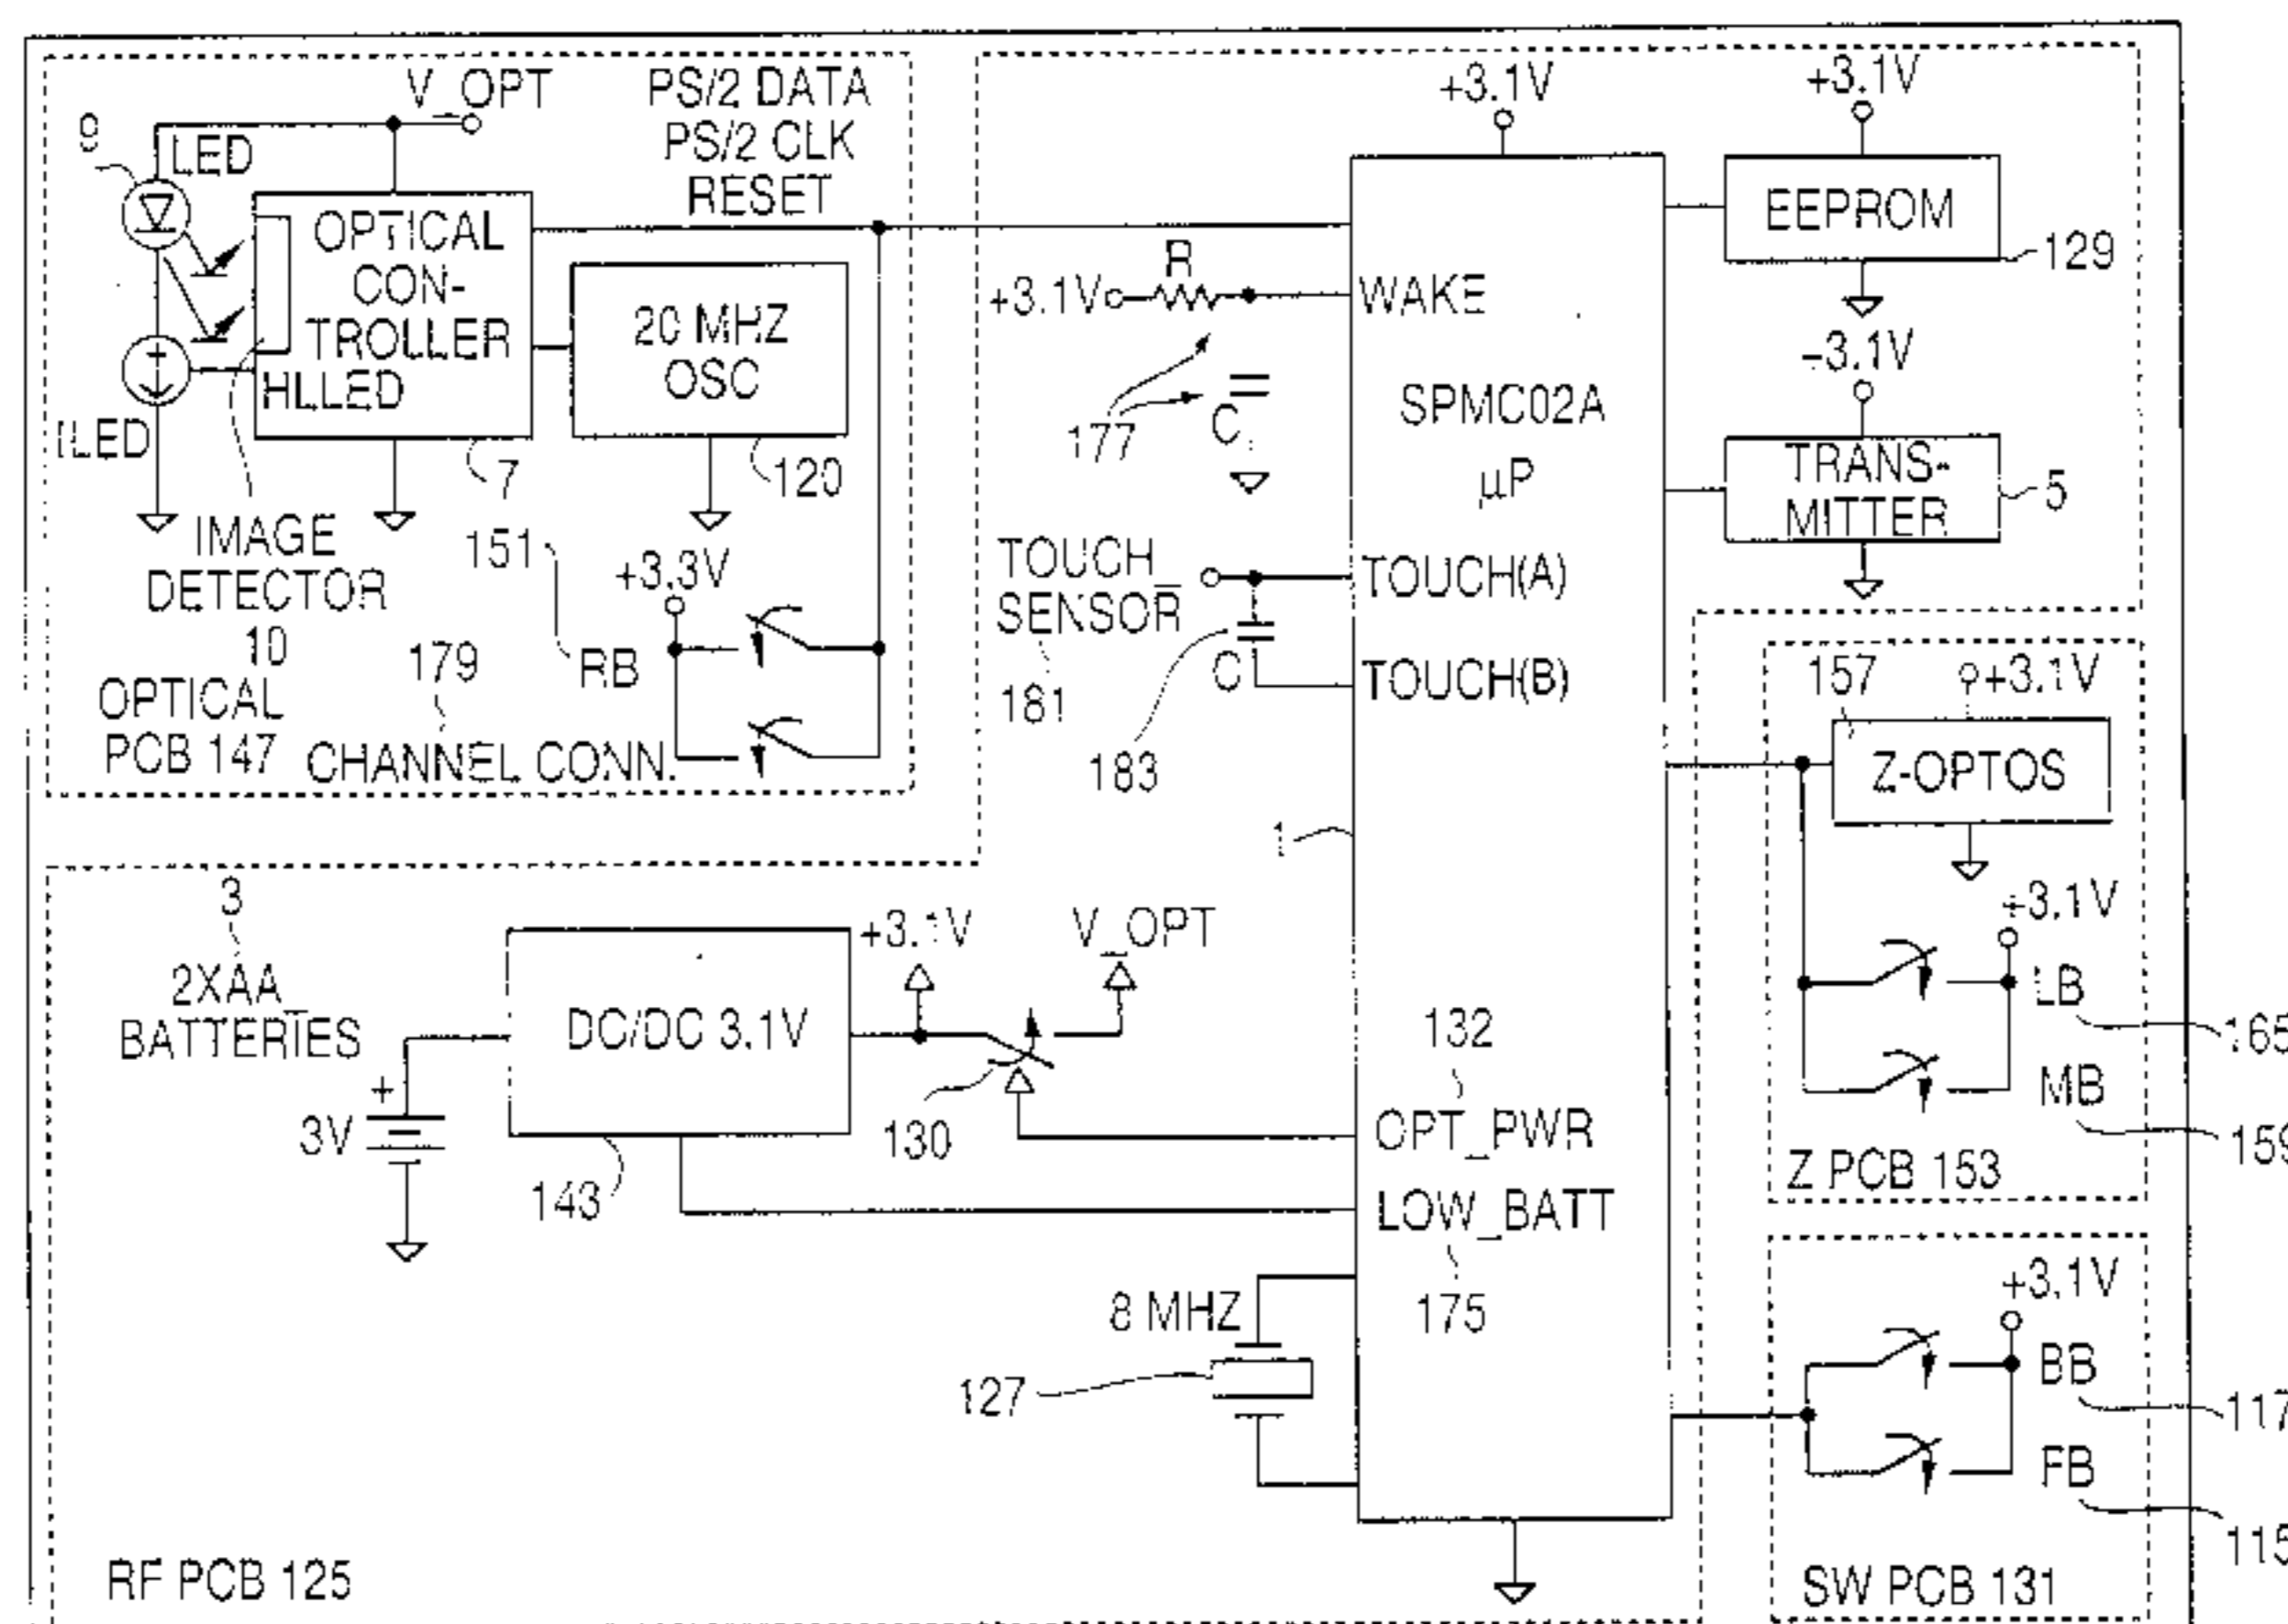 V_OPT
PS/2 DATA
PS/2 CLK
RESET
9
LED
OPTICAL
CON-
TROLLER
HLLED
ILED
20 MHZ
OSC
7
120
IMAGE
DETECTOR
10
151
+3.3V
RB
179
CHANNEL CONN.
OPTICAL
PCB 147
+3.1V
+3.1V
EEPROM
129
+3.1V
R
WAKE
SPMC02A
µP
177
C
-3.1V
TRANS-
MITTER
5
TOUCH
SENSOR
181
TOUCH(A)
C
TOUCH(B)
183
1
157
+3.1V
Z-OPTOS
+3.1V
LB
165
MB
159
Z PCB 153
3
2XAA
BATTERIES
+
3V
DC/DC 3.1V
143
+3.1V
V_OPT
130
132
OPT_PWR
LOW_BATT
175
8 MHZ
127
+3.1V
BB
117
FB
115
SW PCB 131
RF PCB 125